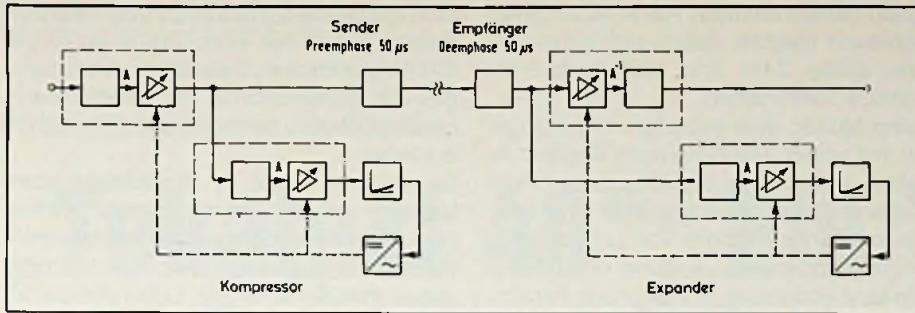 Sender
Preemphase 50 µs
Empfänger
Deemphase 50 µs
A
A⁻¹
A
A
Kompressor
Expander